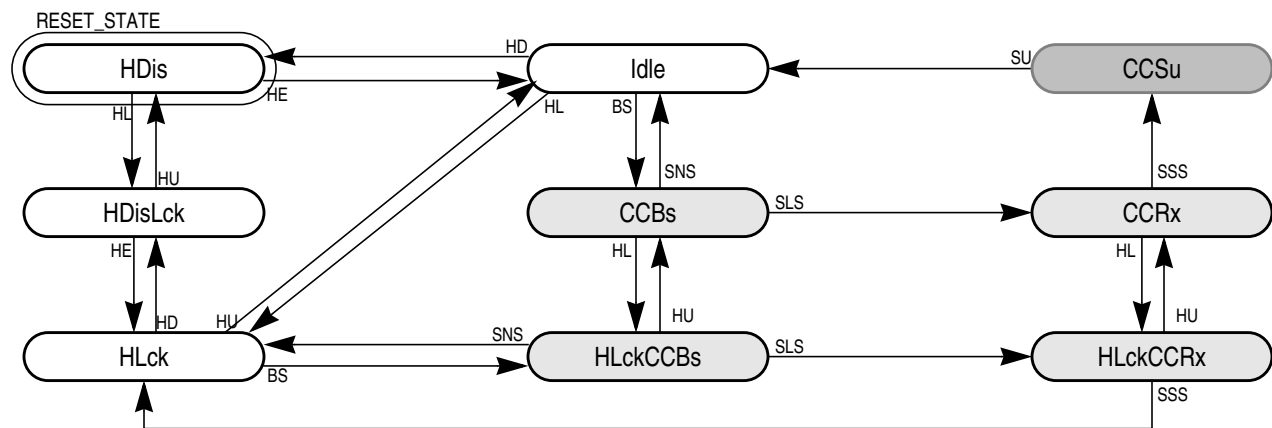 RESET_STATE
HDis
HD
Idle
SU
CCSu
HE
HL
HL
BS
HU
SNS
SSS
HDisLck
CCBs
SLS
CCRx
HE
HL
HL
HD
HU
SNS
HU
HU
HLck
BS
HLckCCBs
SLS
HLckCCRx
SSS